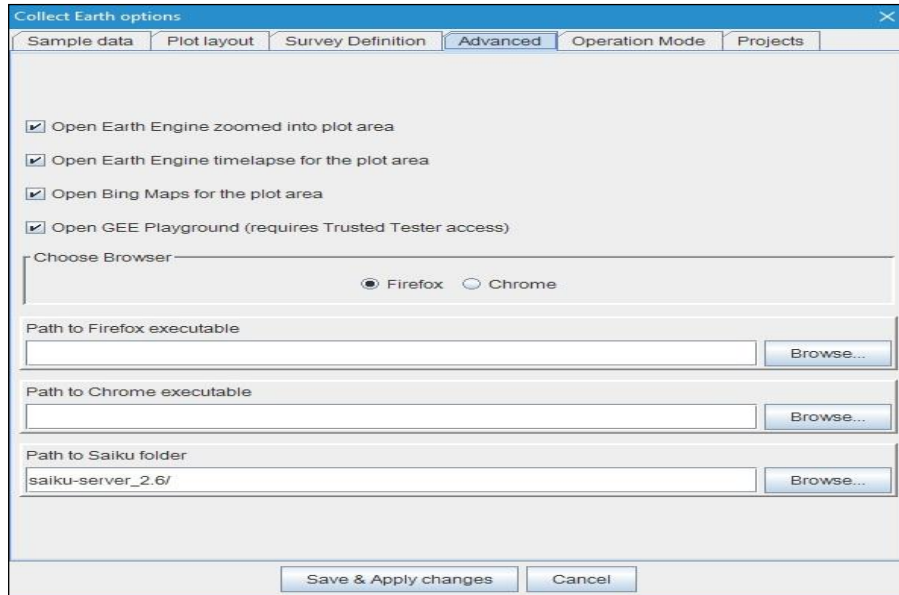 Collect Earth options
Sample data Plot layout Survey Definition Advanced Operation Mode Projects
Open Earth Engine zoomed into plot area
Open Earth Engine timelapse for the plot area
Open Bing Maps for the plot area
Open GEE Playground (requires Trusted Tester access)
Choose Browser
Firefox Chrome
Path to Firefox executable
Browse...
Path to Chrome executable
Browse...
Path to Saiku folder
saiku-server_2.6/ Browse...
Save & Apply changes Cancel